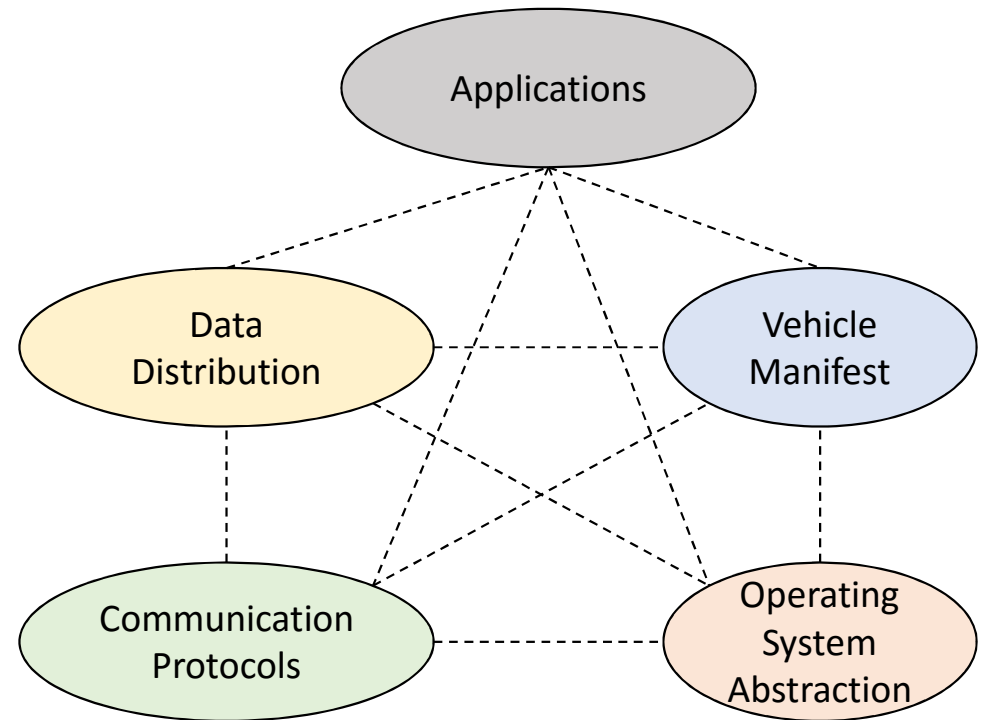 Applications
Data
Distribution
Vehicle
Manifest
Communication
Protocols
Operating
System
Abstraction